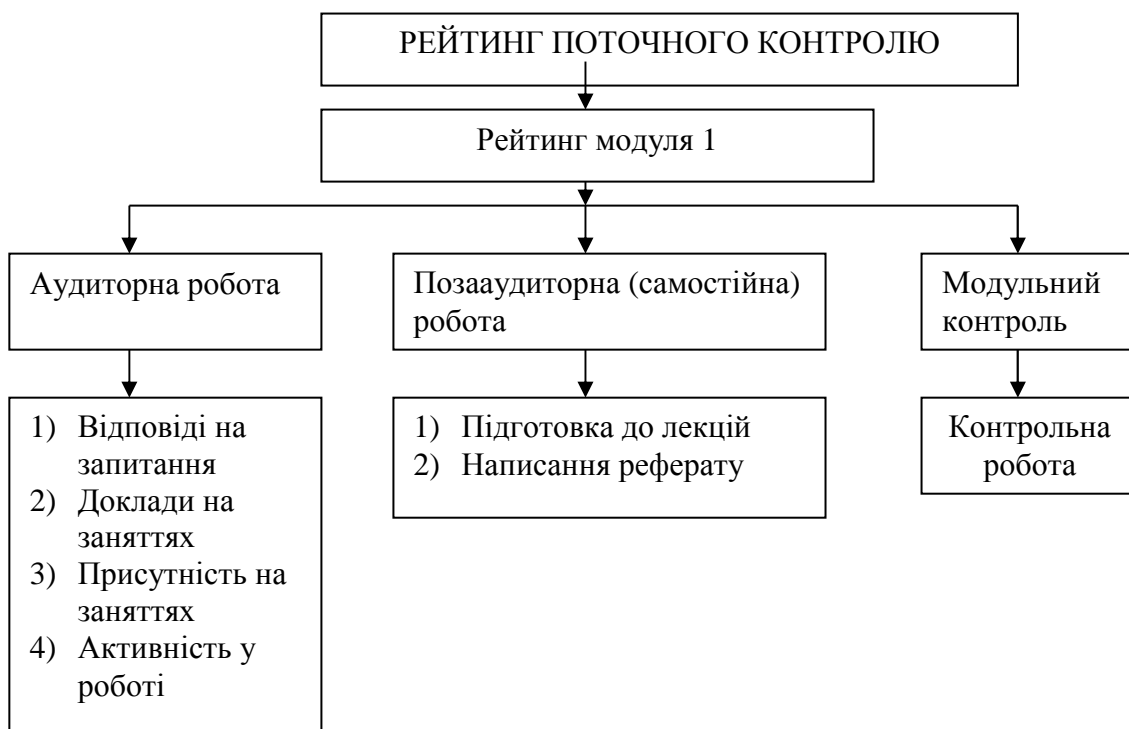 РЕЙТИНГ ПОТОЧНОГО КОНТРОЛЮ
Рейтинг модуля 1
Аудиторна робота
Позааудиторна (самостійна)
робота
Модульний
контроль
1) Відповіді на
запитання
2) Доклади на
заняттях
3) Присутність на
заняттях
4) Активність у
роботі
1) Підготовка до лекцій
2) Написання реферату
Контрольна
робота